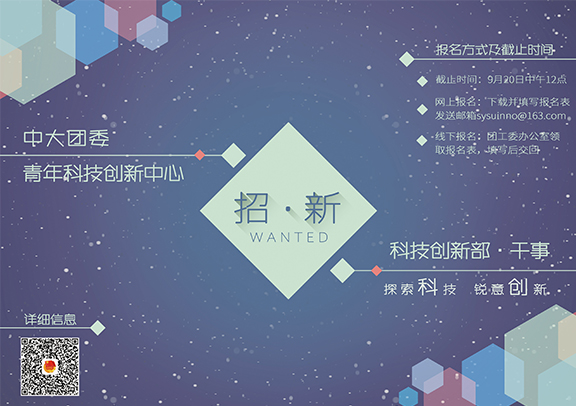 报名方式及截止时间
截止时间：9月20日中午12点
网上报名：下载并填写报名表
发送邮箱sysuinno@163.com
线下报名：团工委办公室领
取报名表，填写后交回
中大团委
青年科技创新中心
招·新
WANTED
科技创新部·干事
探索科技 锐意创新
详细信息